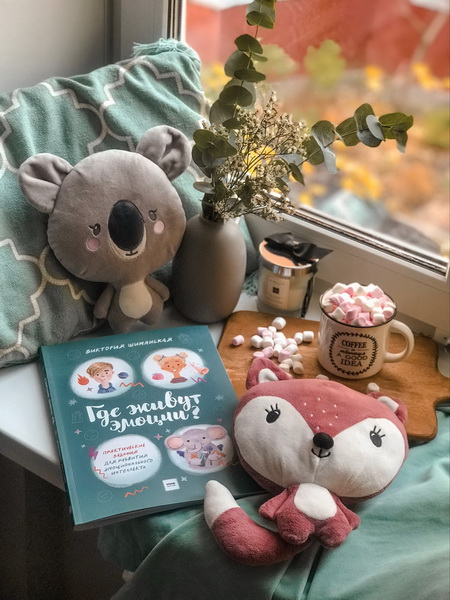 ВИКТОРИЯ ШИМАНСКАЯ
Где живут
эмоции?
ПРАКТИЧЕСКИЕ
ЗАДАНИЯ
ДЛЯ РАЗВИТИЯ
ЭМОЦИОНАЛЬНОГО
ИНТЕЛЛЕКТА
COFFEE
A GOOD
IDEA